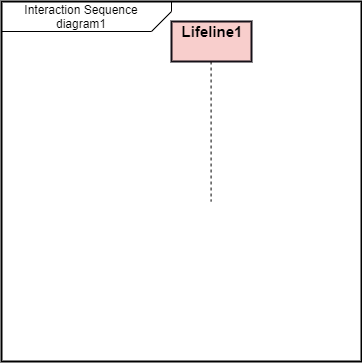 Interaction Sequence
diagram1
Lifeline1